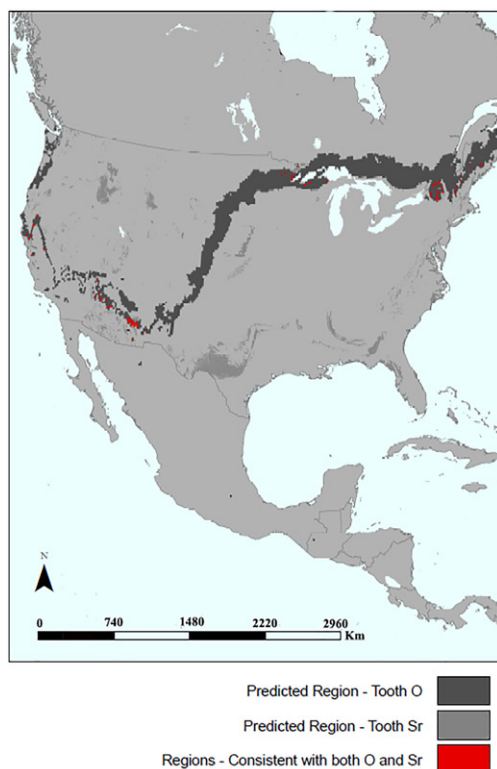 N
0 740 1480 2220 2960
Km
Predicted Region - Tooth O
Predicted Region - Tooth Sr
Regions - Consistent with both O and Sr